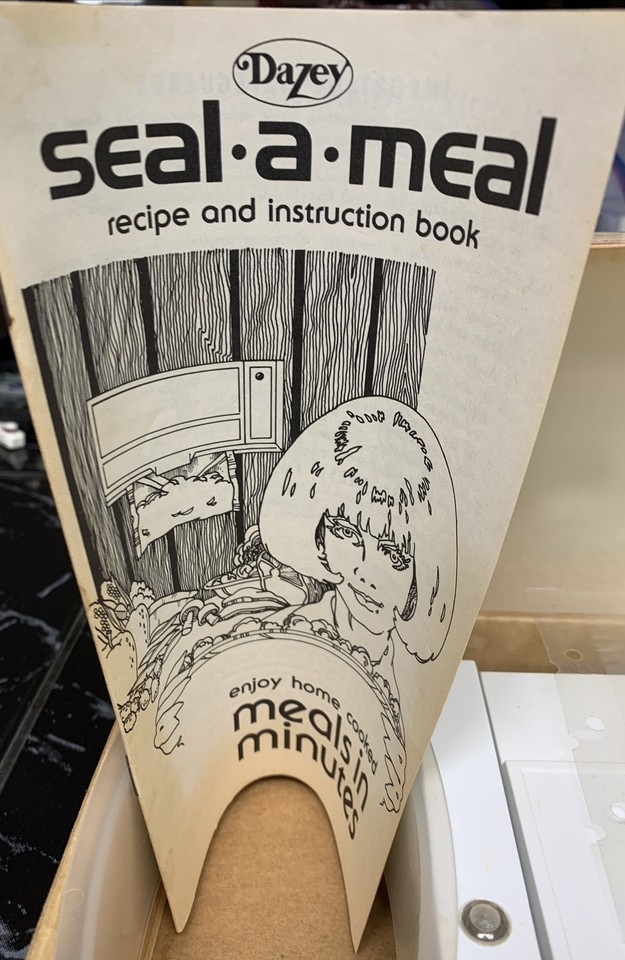 Dazey
seal·a·meal
recipe and instruction book
enjoy home cooked
meals in
minutes